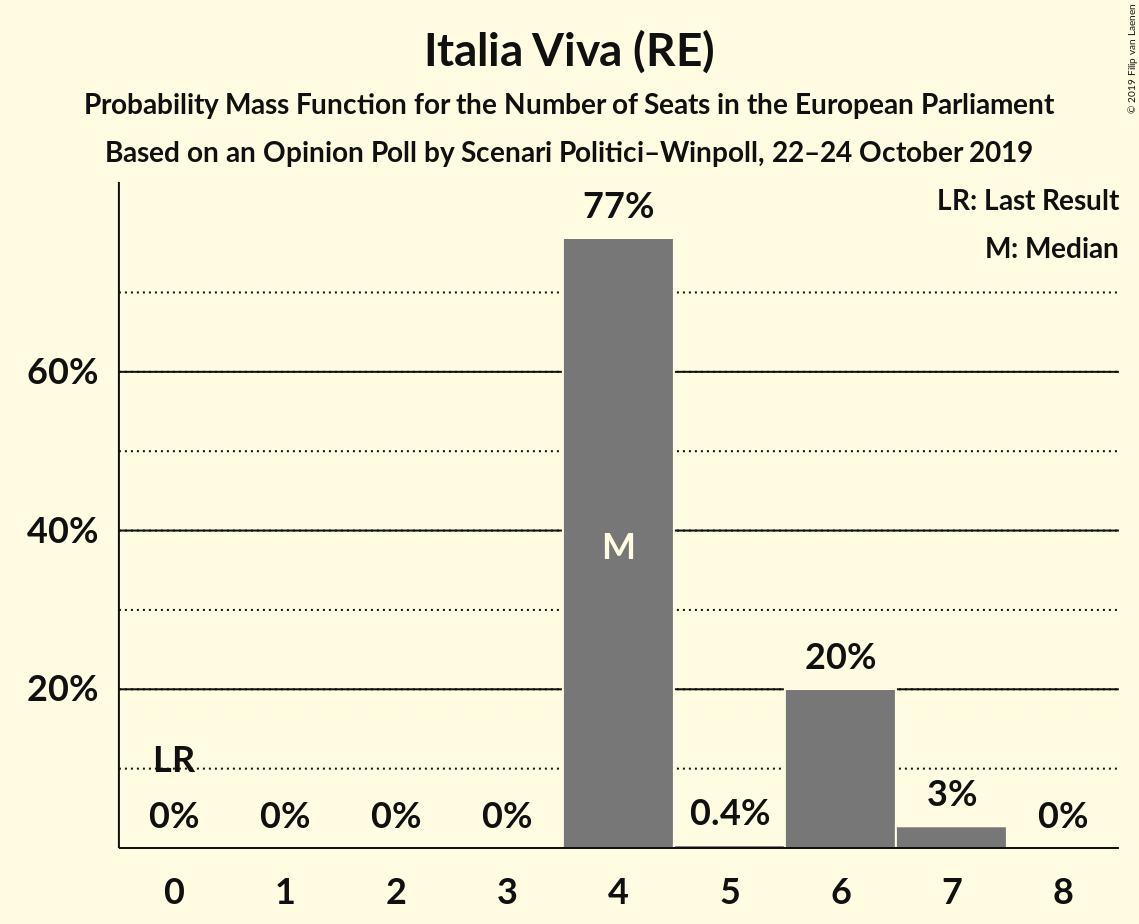 Italia Viva (RE)
Probability Mass Function for the Number of Seats in the European Parliament
Based on an Opinion Poll by Scenari Politici–Winpoll, 22–24 October 2019
© 2019 Filip van Laenen
LR: Last Result
M: Median
77%
60%
40%
M
20%
20%
LR
0%
0%
0%
0%
0.4%
3%
0%
0 1 2 3 4 5 6 7 8